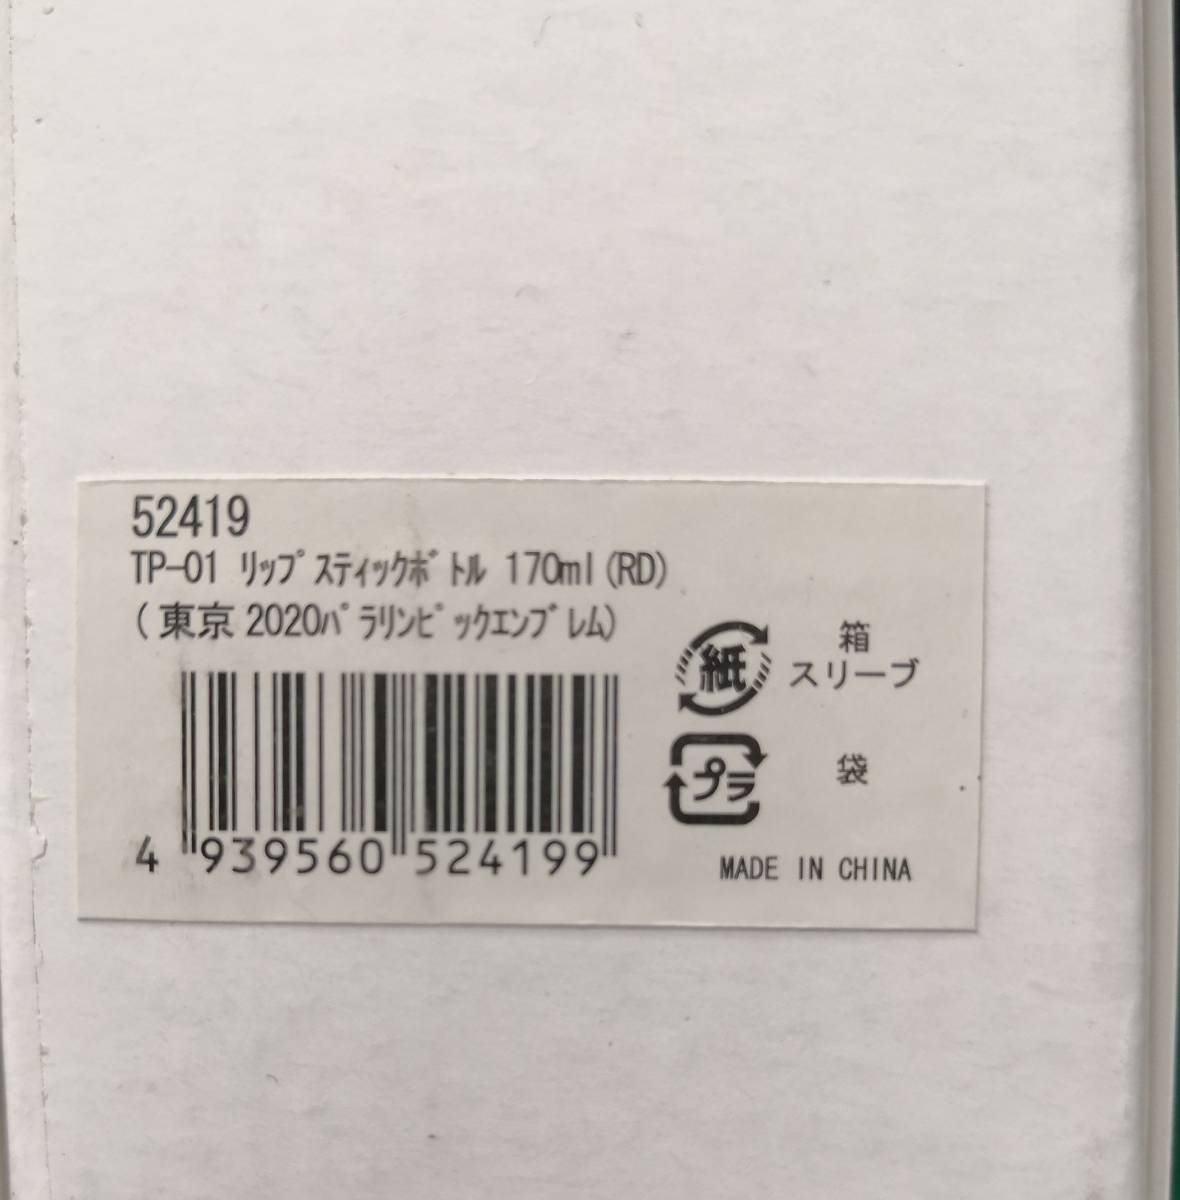 52419
TP-01 ﾘｯﾌﾟｽﾃｨｯｸﾎﾞﾄﾙ 170ml(RD)
(東京2020ﾊﾟﾗﾘﾝﾋﾟｯｸｴﾝﾌﾞﾚﾑ)
紙 箱
スリーブ
プラ 袋
4 939560 524199
MADE IN CHINA